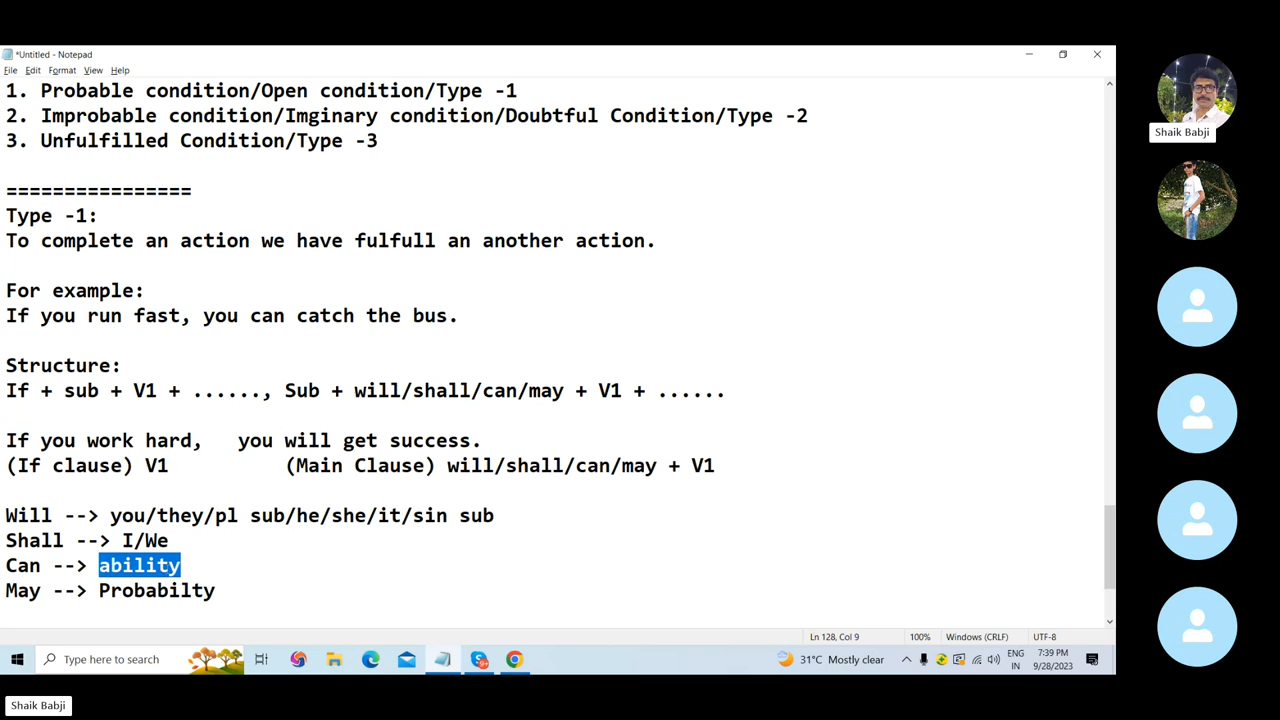 *Untitled - Notepad
File Edit Format View Help
1. Probable condition/Open condition/Type -1
2. Improbable condition/Imginary condition/Doubtful Condition/Type -2
3. Unfulfilled Condition/Type -3
================
Type -1:
To complete an action we have fulfull an another action.
For example:
If you run fast, you can catch the bus.
Structure:
If + sub + V1 + ......, Sub + will/shall/can/may + V1 + ......
If you work hard, you will get success.
(If clause) V1 (Main Clause) will/shall/can/may + V1
Will --> you/they/pl sub/he/she/it/sin sub
Shall --> I/We
Can --> ability
May --> Probabilty
Ln 128, Col 9 100% Windows (CRLF) UTF-8
Type here to search 31°C Mostly clear ENG IN 7:39 PM 9/28/2023
Shaik Babji
Shaik Babji